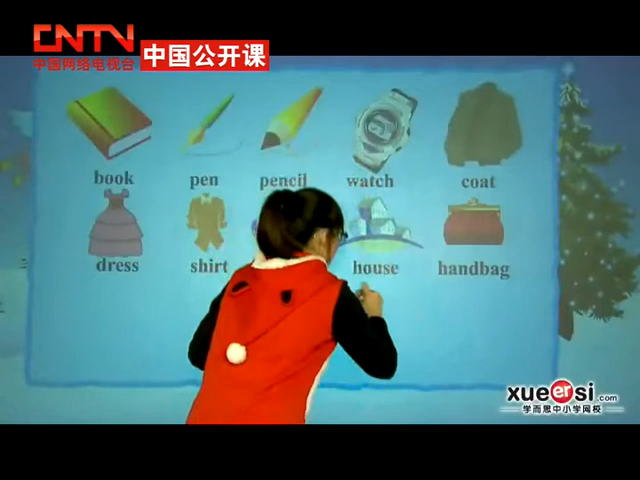 CNTV
中国网络电视台
中国公开课
book pen pencil watch coat
dress shirt house handbag
xueersi.com
学而思中小学网校